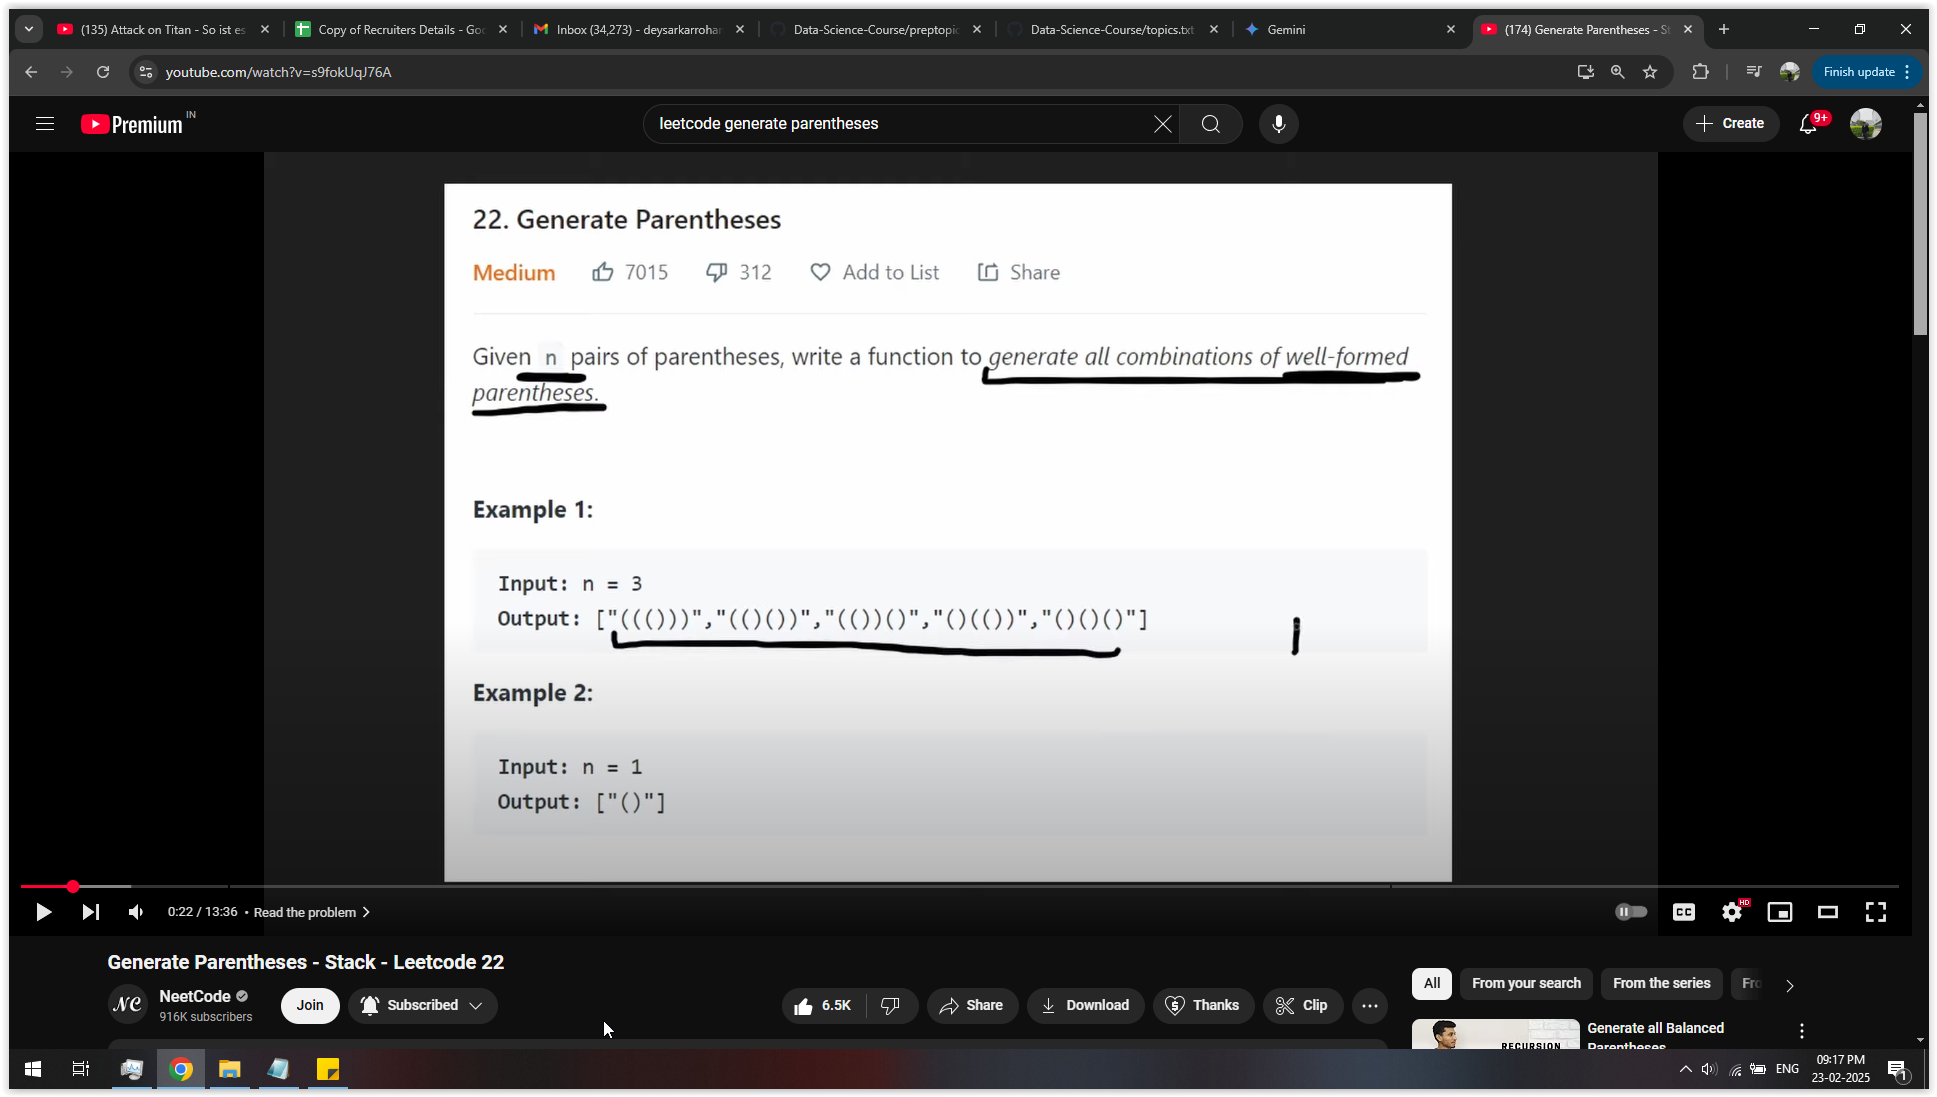 (135) Attack on Titan - So ist es
Copy of Recruiters Details - Goo
Inbox (34,273) - deysarkarrohan
Data-Science-Course/preptopic
Data-Science-Course/topics.txt
Gemini
(174) Generate Parentheses - St
youtube.com/watch?v=s9fokUqJ76A
Finish update
Premium IN
leetcode generate parentheses
Create
9+
22. Generate Parentheses
Medium 7015 312 Add to List Share
Given n pairs of parentheses, write a function to generate all combinations of well-formed
parentheses.
Example 1:
Input: n = 3
Output: ["((()))","(()())","(())()","()(())","()()()"]
Example 2:
Input: n = 1
Output: ["()"]
0:22 / 13:36 • Read the problem
CC
HD
Generate Parentheses - Stack - Leetcode 22
NC
NeetCode
916K subscribers
Join
Subscribed
6.5K
Share
Download
Thanks
Clip
All
From your search
From the series
Fro
Generate all Balanced
Parentheses
RECURSION
ENG
09:17 PM
23-02-2025
1